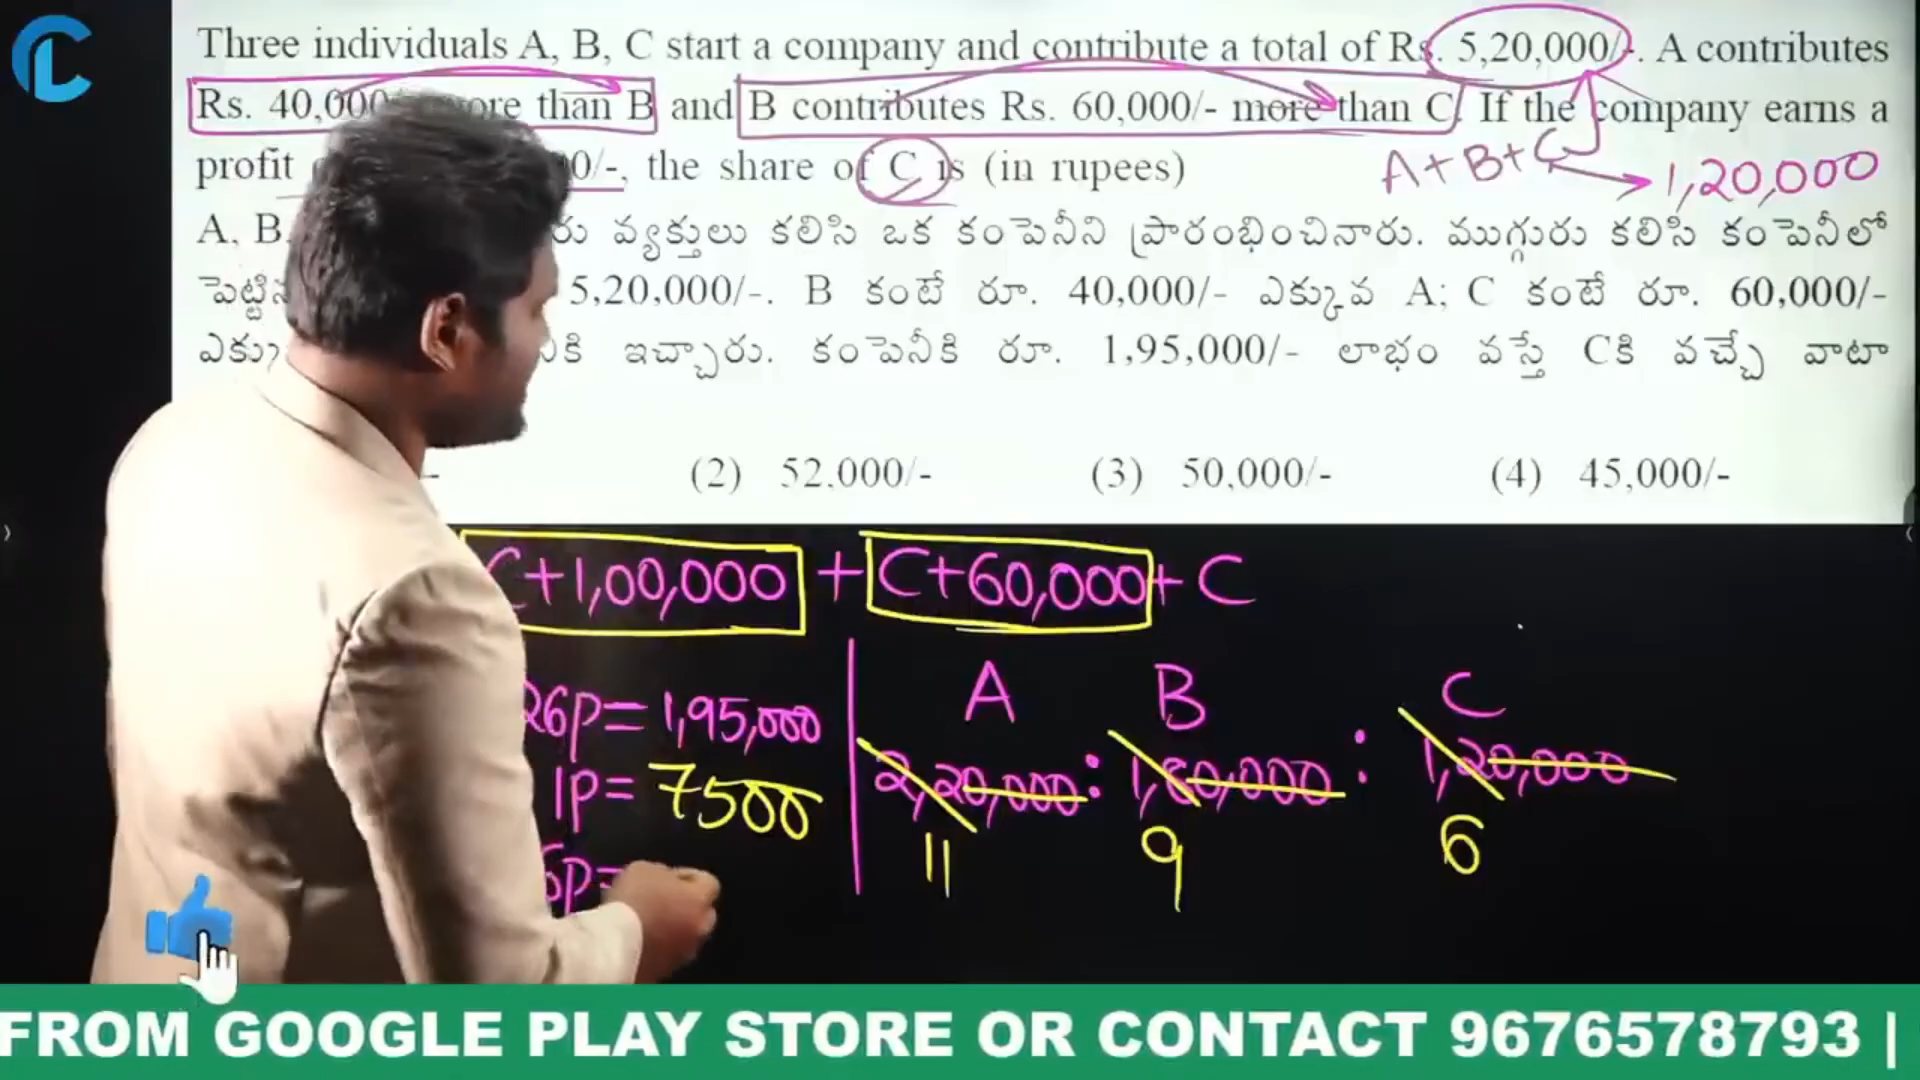 Three individuals A, B, C start a company and contribute a total of Rs. 5,20,000/-. A contributes
Rs. 40,000 more than B and B contributes Rs. 60,000/- more than C. If the company earns a
profit 0/-, the share of C is (in rupees)
A+B+C
1,20,000
A, B, రు వ్యక్తులు కలిసి ఒక కంపెనీని ప్రారంభించినారు. ముగ్గురు కలిసి కంపెనీలో
5,20,000/-. B కంటే రూ. 40,000/- ఎక్కువ A; C కంటే రూ. 60,000/-
ఇచ్చారు. కంపెనీకి రూ. 1,95,000/- లాభం వస్తే Cకి వచ్చే వాటా
(2) 52,000/- (3) 50,000/- (4) 45,000/-
C+1,00,000 + C+60,000 + C
A B C
26p= 1,95,000
2,20,000 : 1,80,000 : 1,20,000
1p= 7500
11 9 6
6p=
FROM GOOGLE PLAY STORE OR CONTACT 9676578793 |